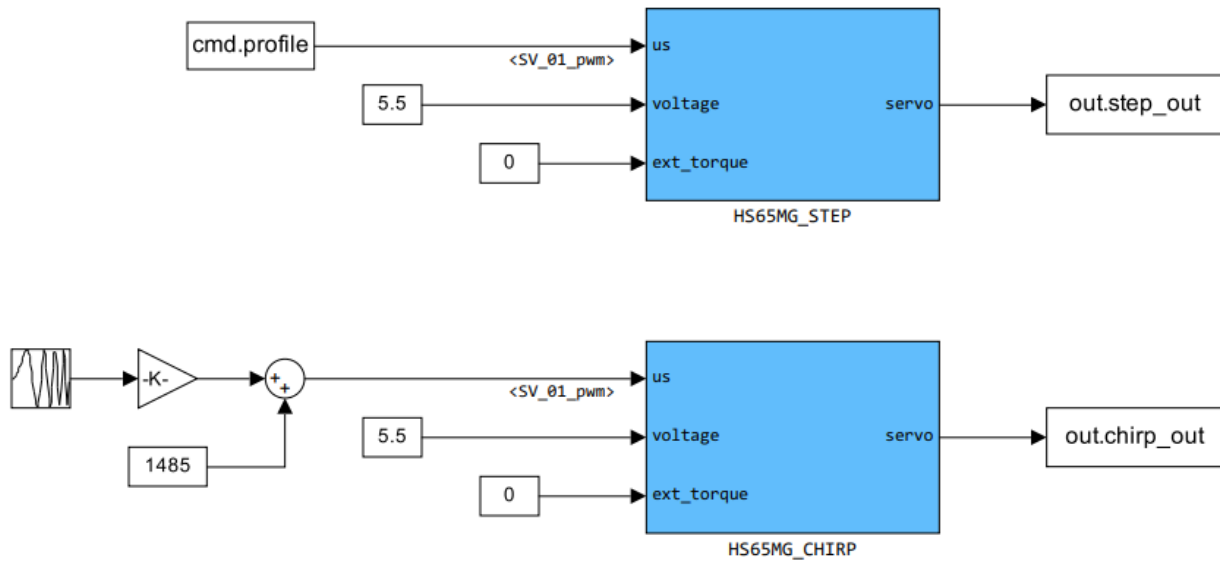 cmd.profile
<SV_01_pwm>
us
5.5
voltage
servo
out.step_out
0
ext_torque
HS65MG_STEP
-K-
+
+
<SV_01_pwm>
us
1485
5.5
voltage
servo
out.chirp_out
0
ext_torque
HS65MG_CHIRP